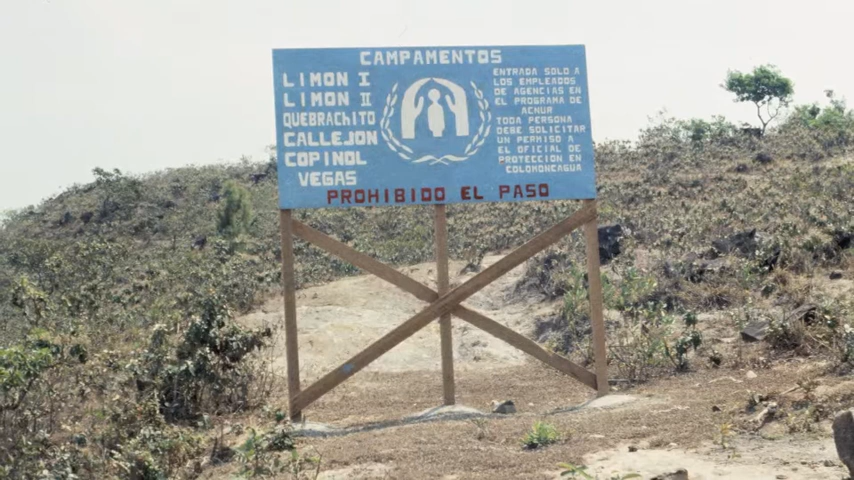 CAMPAMENTOS
LIMON I
LIMON II
QUEBRACHITO
CALLEJON
COPINOL
VEGAS
ENTRADA SOLO A
LOS EMPLEADOS
DE AGENCIAS EN
EL PROGRAMA DE
ACNUR
TODA PERSONA
DEBE SOLICITAR
UN PERMISO A
EL OFICIAL DE
PROTECCION EN
COLOMONCAGUA
PROHIBIDO EL PASO